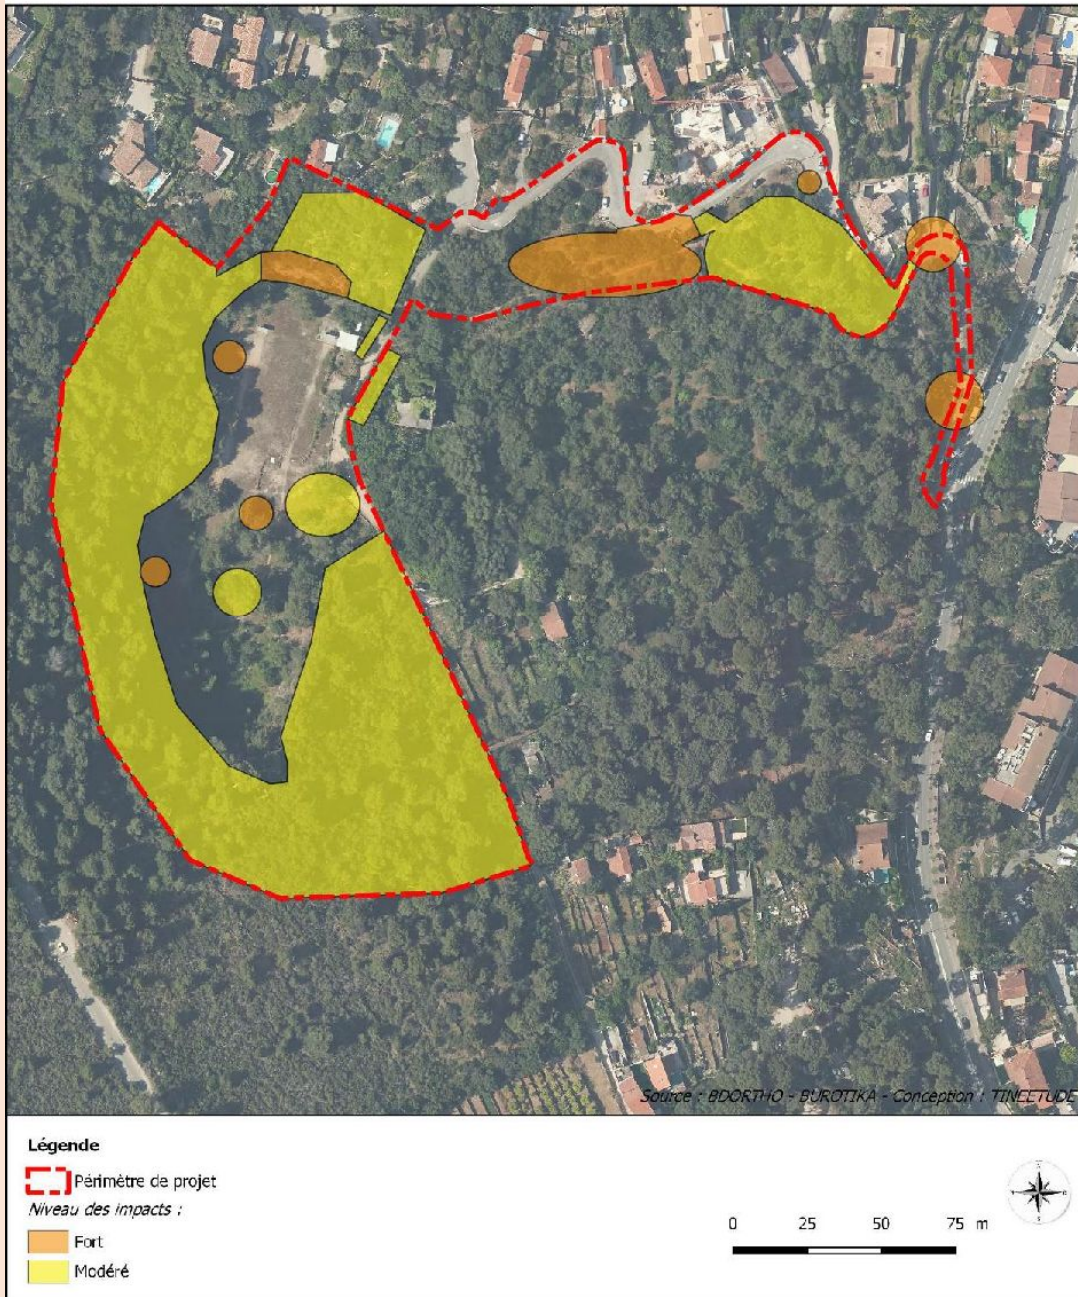 Source : BDORTHO - BUROTIKA - Conception : TINEETUDE
Légende
Périmètre de projet
Niveau des impacts :
Fort
Modéré
0 25 50 75 m